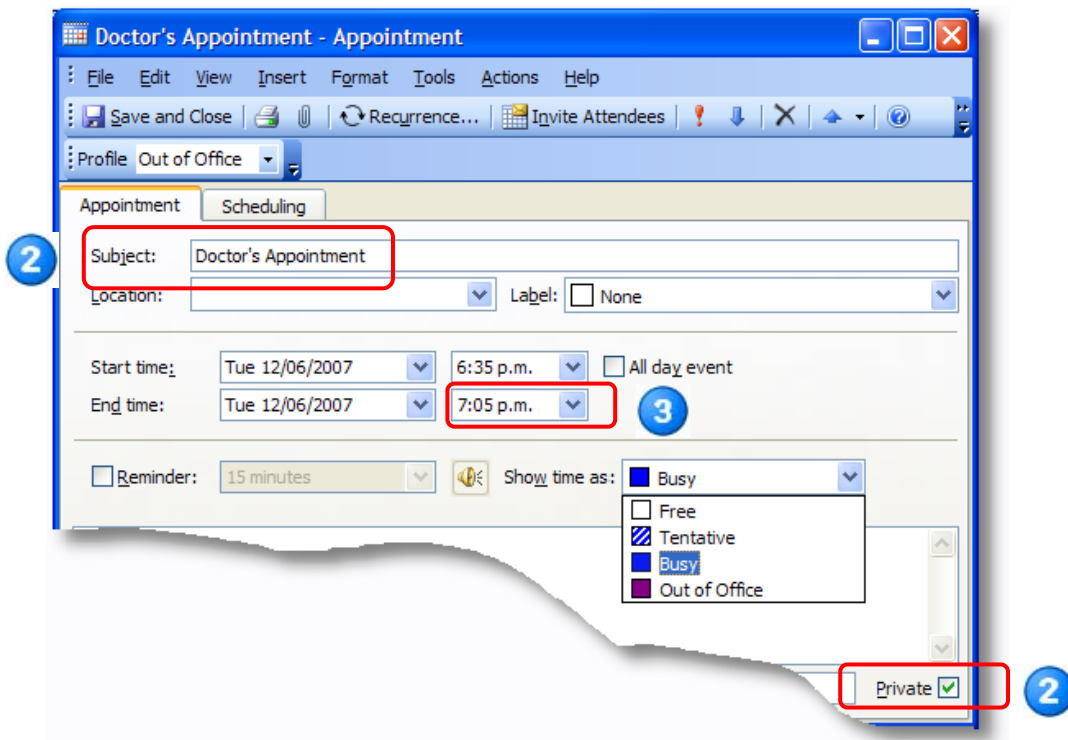 Doctor's Appointment - Appointment
File Edit View Insert Format Tools Actions Help
Save and Close Recurrence... Invite Attendees
Profile Out of Office
Appointment Scheduling
2 Subject: Doctor's Appointment
Location: Label: None
Start time: Tue 12/06/2007 6:35 p.m. All day event
End time: Tue 12/06/2007 7:05 p.m. 3
Reminder: 15 minutes Show time as: Busy
Free
Tentative
Busy
Out of Office
Private 2